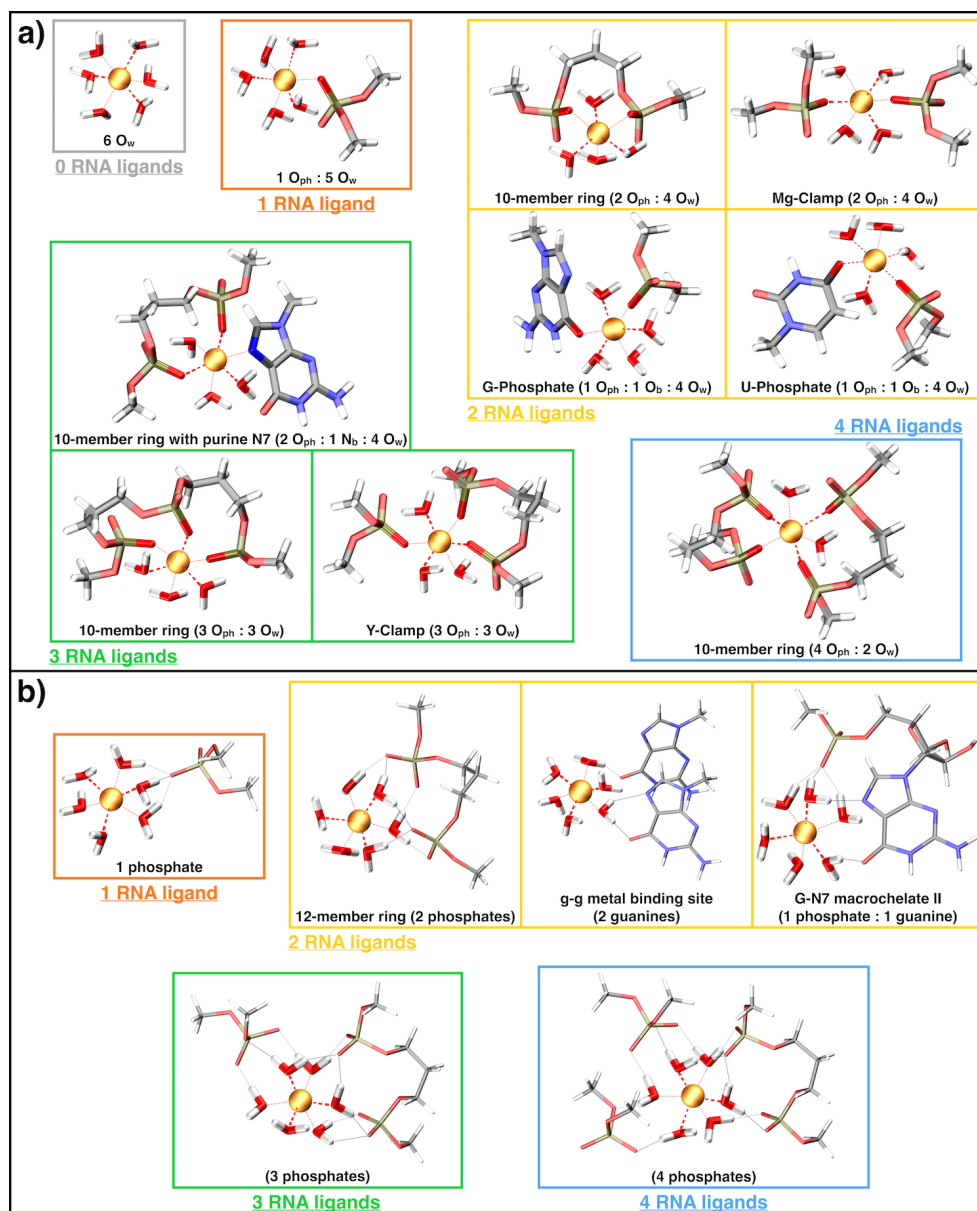 a)
6 Ow
0 RNA ligands
1 Oph : 5 Ow
1 RNA ligand
10-member ring (2 Oph : 4 Ow)
Mg-Clamp (2 Oph : 4 Ow)
G-Phosphate (1 Oph : 1 Ob : 4 Ow)
U-Phosphate (1 Oph : 1 Ob : 4 Ow)
2 RNA ligands
10-member ring with purine N7 (2 Oph : 1 Nb : 4 Ow)
10-member ring (3 Oph : 3 Ow)
Y-Clamp (3 Oph : 3 Ow)
3 RNA ligands
4 RNA ligands
10-member ring (4 Oph : 2 Ow)
b)
1 phosphate
1 RNA ligand
12-member ring (2 phosphates)
g-g metal binding site
(2 guanines)
G-N7 macrochelate II
(1 phosphate : 1 guanine)
2 RNA ligands
(3 phosphates)
3 RNA ligands
(4 phosphates)
4 RNA ligands